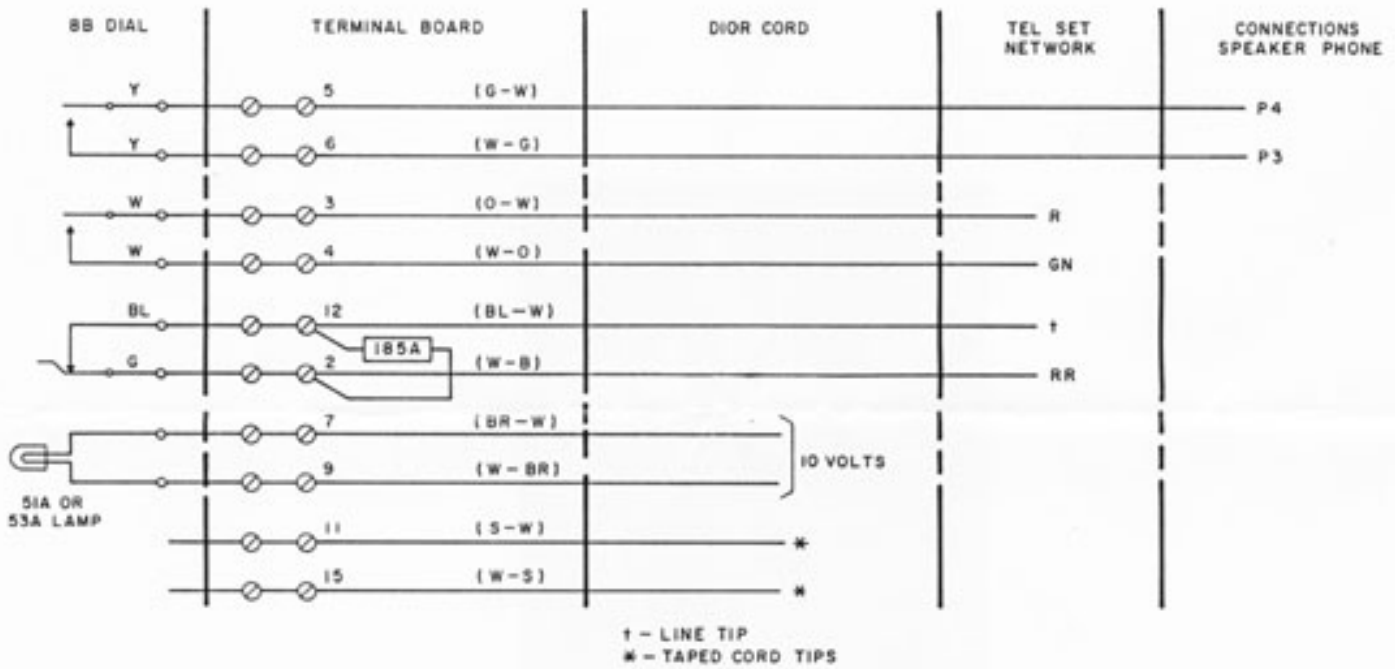 8B DIAL TERMINAL BOARD DIOR CORD TEL SET NETWORK CONNECTIONS SPEAKER PHONE
Y 5 (G-W) P4
Y 6 (W-G) P3
W 3 (O-W) R
W 4 (W-O) GN
BL 12 (BL-W) †
185A
G 2 (W-B) RR
7 (BR-W)
10 VOLTS
9 (W-BR)
51A OR
53A LAMP
11 (S-W) *
15 (W-S) *
† - LINE TIP
* - TAPED CORD TIPS